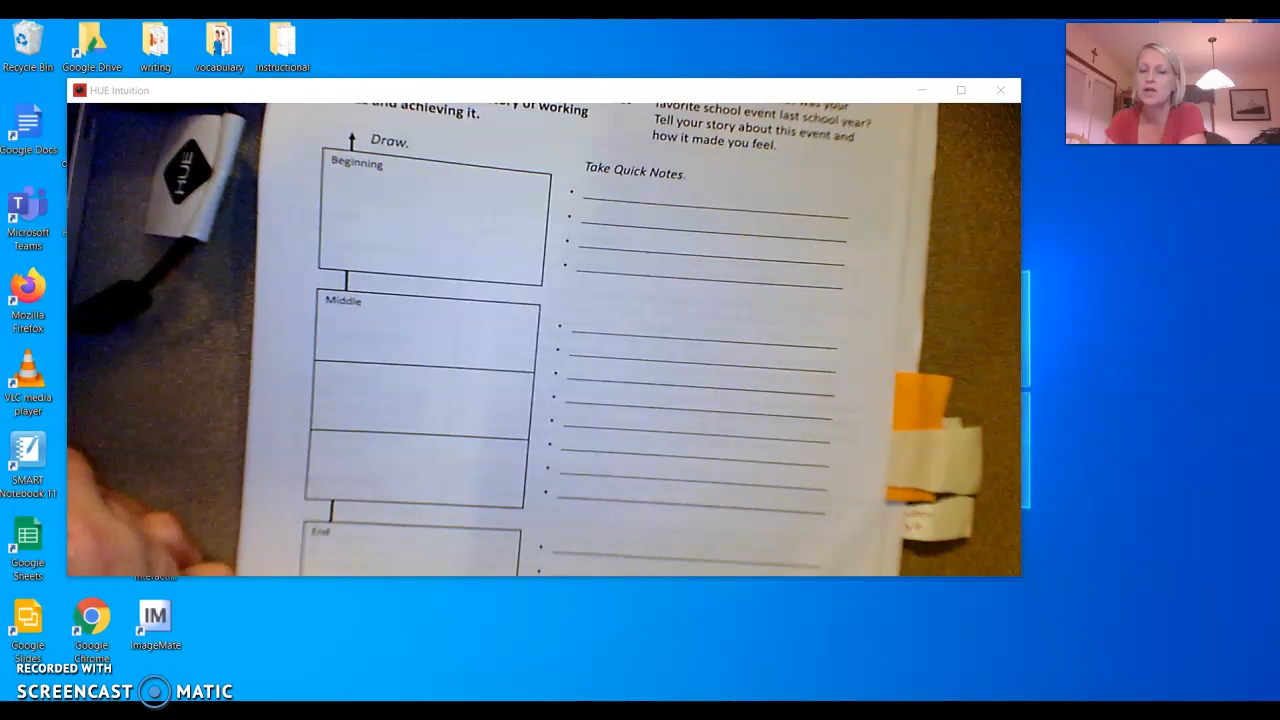 Recycle Bin
Google Drive
writing
vocabulary
instructional
HUE Intuition
Google Docs
Microsoft
Teams
Mozilla
Firefox
VLC media
player
SMART
Notebook 11
Google
Sheets
Google
Slides
Google
Chrome
ImageMate
IM
HUE
and achieving it.
of working
favorite school event last school year?
Tell your story about this event and
how it made you feel.
Draw.
Beginning
Take Quick Notes.
Middle
End
RECORDED WITH
SCREENCAST MATIC